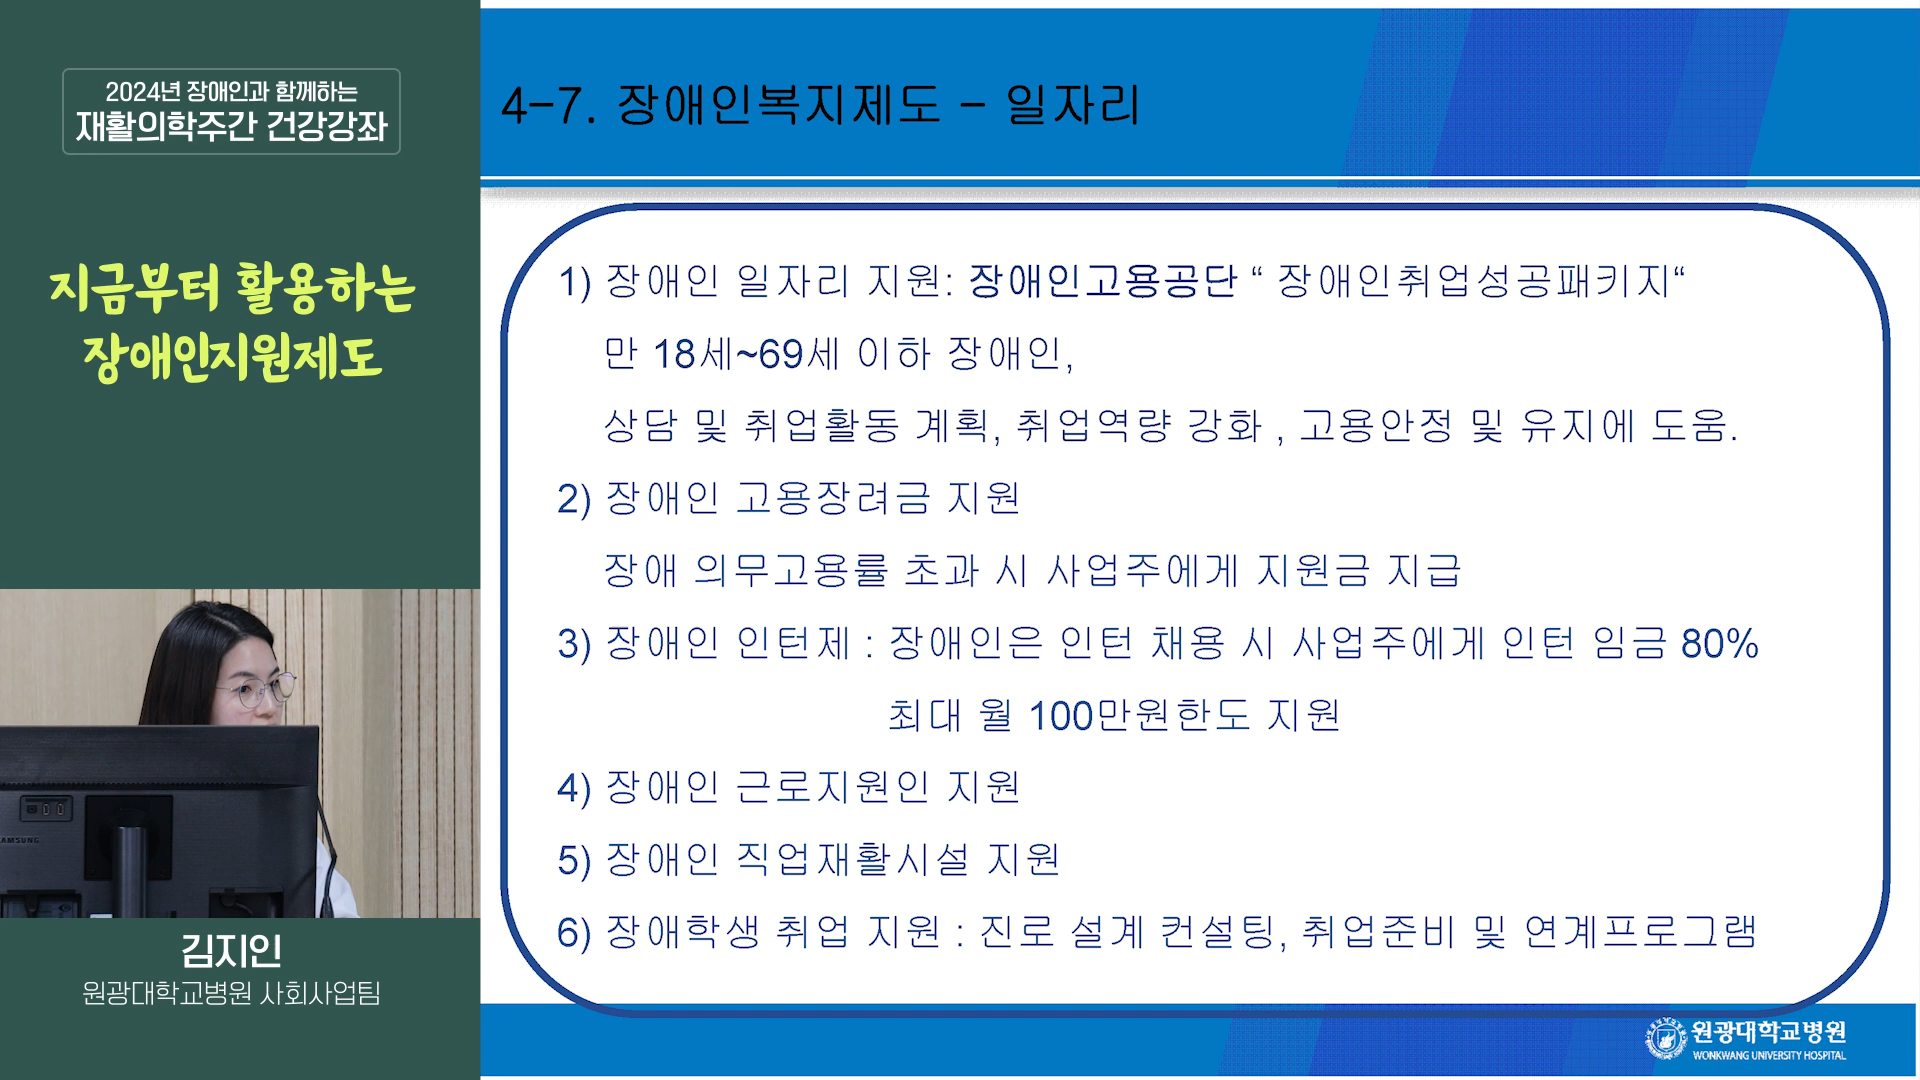 2024년 장애인과 함께하는
재활의학주간 건강강좌
지금부터 활용하는
장애인지원제도
김지인
원광대학교병원 사회사업팀
4-7. 장애인복지제도 - 일자리
1) 장애인 일자리 지원: 장애인고용공단 “ 장애인취업성공패키지“
만 18세~69세 이하 장애인,
상담 및 취업활동 계획, 취업역량 강화 , 고용안정 및 유지에 도움.
2) 장애인 고용장려금 지원
장애 의무고용률 초과 시 사업주에게 지원금 지급
3) 장애인 인턴제 : 장애인은 인턴 채용 시 사업주에게 인턴 임금 80%
최대 월 100만원한도 지원
4) 장애인 근로지원인 지원
5) 장애인 직업재활시설 지원
6) 장애학생 취업 지원 : 진로 설계 컨설팅, 취업준비 및 연계프로그램
원광대학교병원
WONKWANG UNIVERSITY HOSPITAL